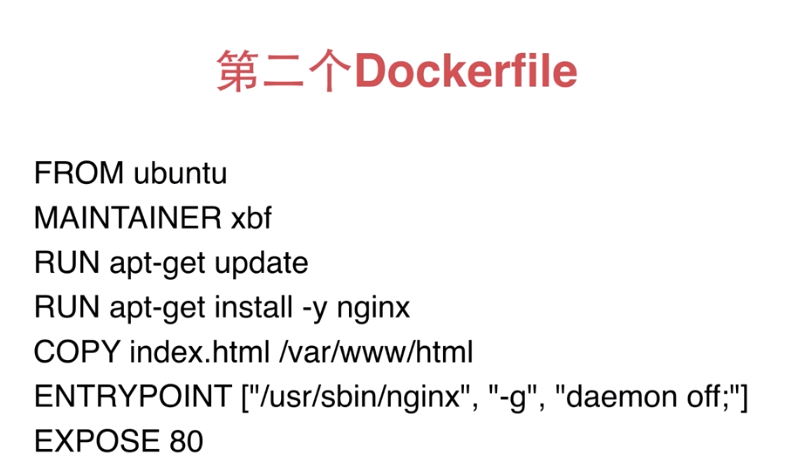 第二个Dockerfile
FROM ubuntu
MAINTAINER xbf
RUN apt-get update
RUN apt-get install -y nginx
COPY index.html /var/www/html
ENTRYPOINT ["/usr/sbin/nginx", "-g", "daemon off;"]
EXPOSE 80